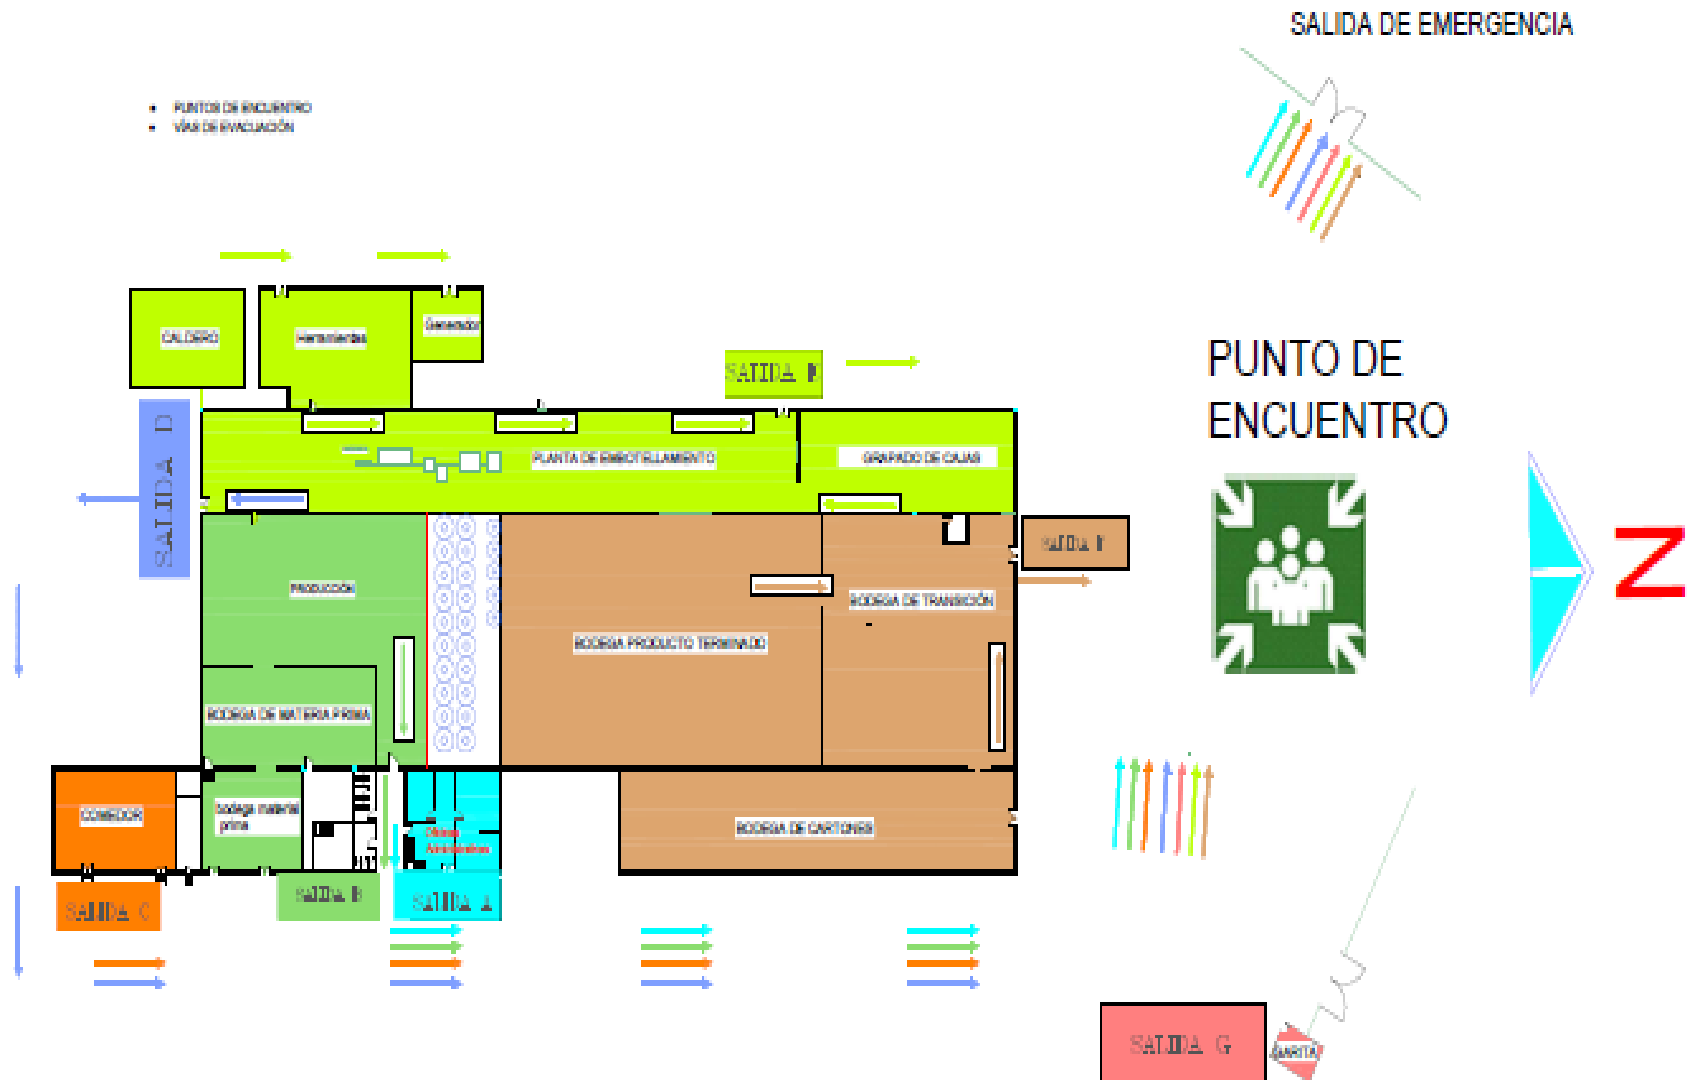 SALIDA DE EMERGENCIA
PUNTOS DE ENCUENTRO
VÍAS DE EVACUACIÓN
CALDERO
Herramientas
Generador
SALIDA
PUNTO DE
ENCUENTRO
SALIDA D
PLANTA DE EMBOTELLAMIENTO
GRAPADO DE CAJAS
SALIDA
N
PRODUCCIÓN
BODEGA DE TRANSICIÓN
BODEGA PRODUCTO TERMINADO
BODEGA DE MATERIA PRIMA
COMEDOR
bodega material
prima
BODEGA DE CARTONES
SALIDA C
SALIDA B
SALIDA A
SALIDA G
GARITA